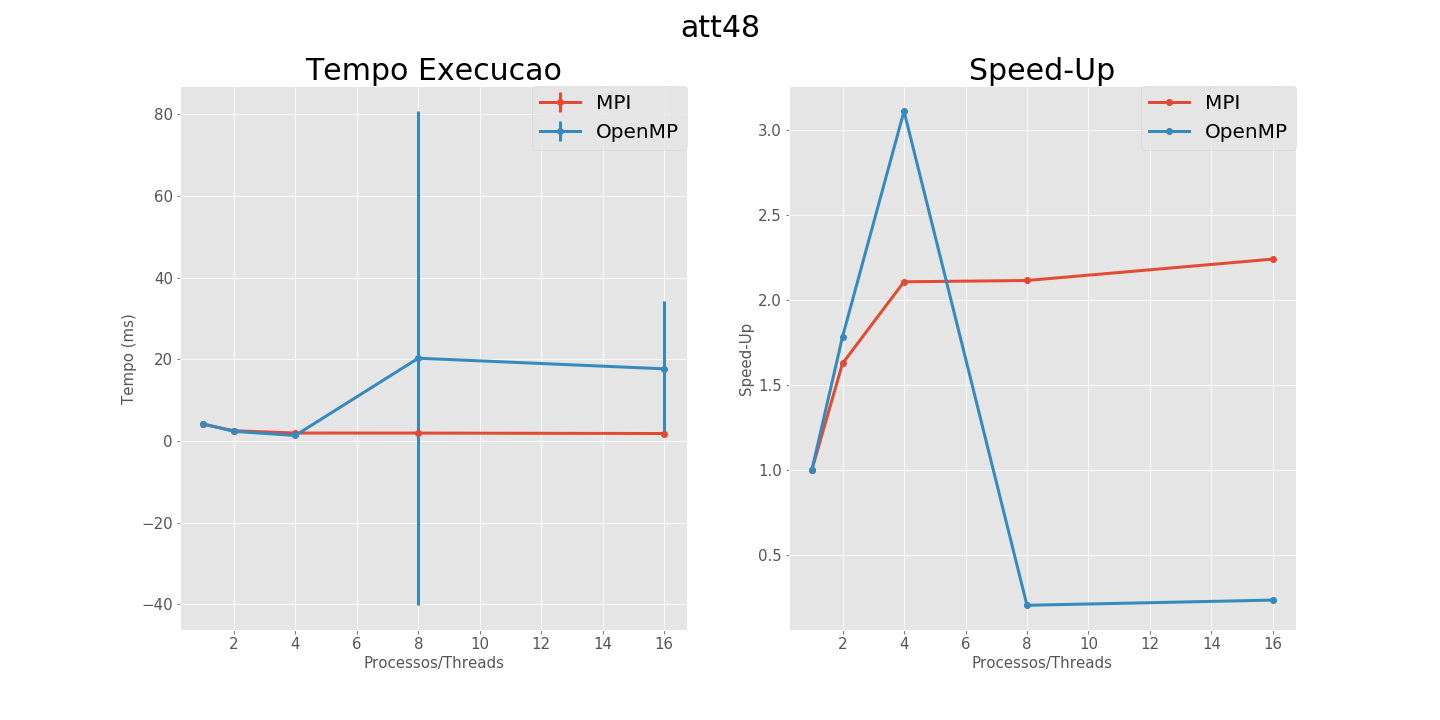 att48
Tempo Execucao
MPI
OpenMP
80
60
40
20
0
−20
−40
Tempo (ms)
2 4 6 8 10 12 14 16
Processos/Threads
Speed-Up
MPI
OpenMP
3.0
2.5
2.0
1.5
1.0
0.5
Speed-Up
2 4 6 8 10 12 14 16
Processos/Threads